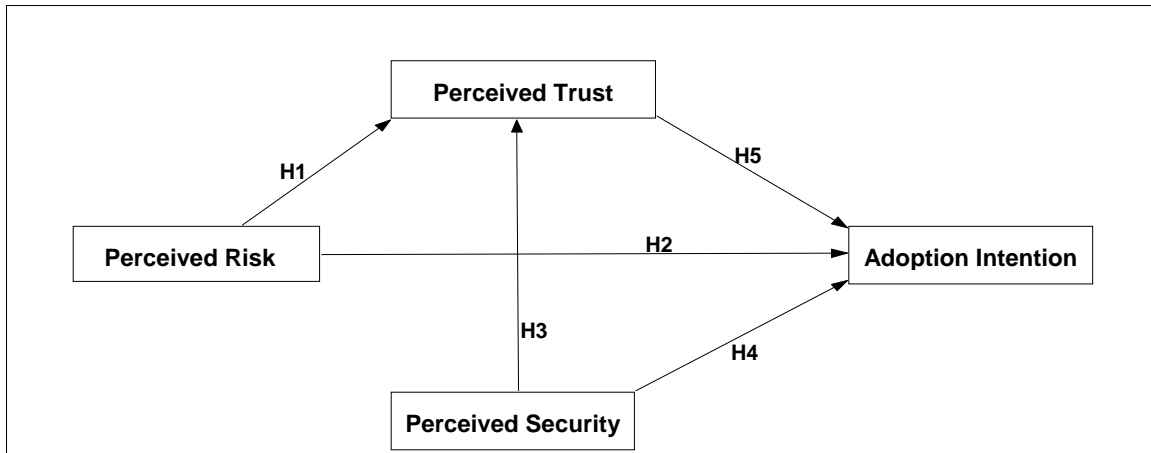 Perceived Trust
H1
H5
Perceived Risk
H2
Adoption Intention
H3
H4
Perceived Security